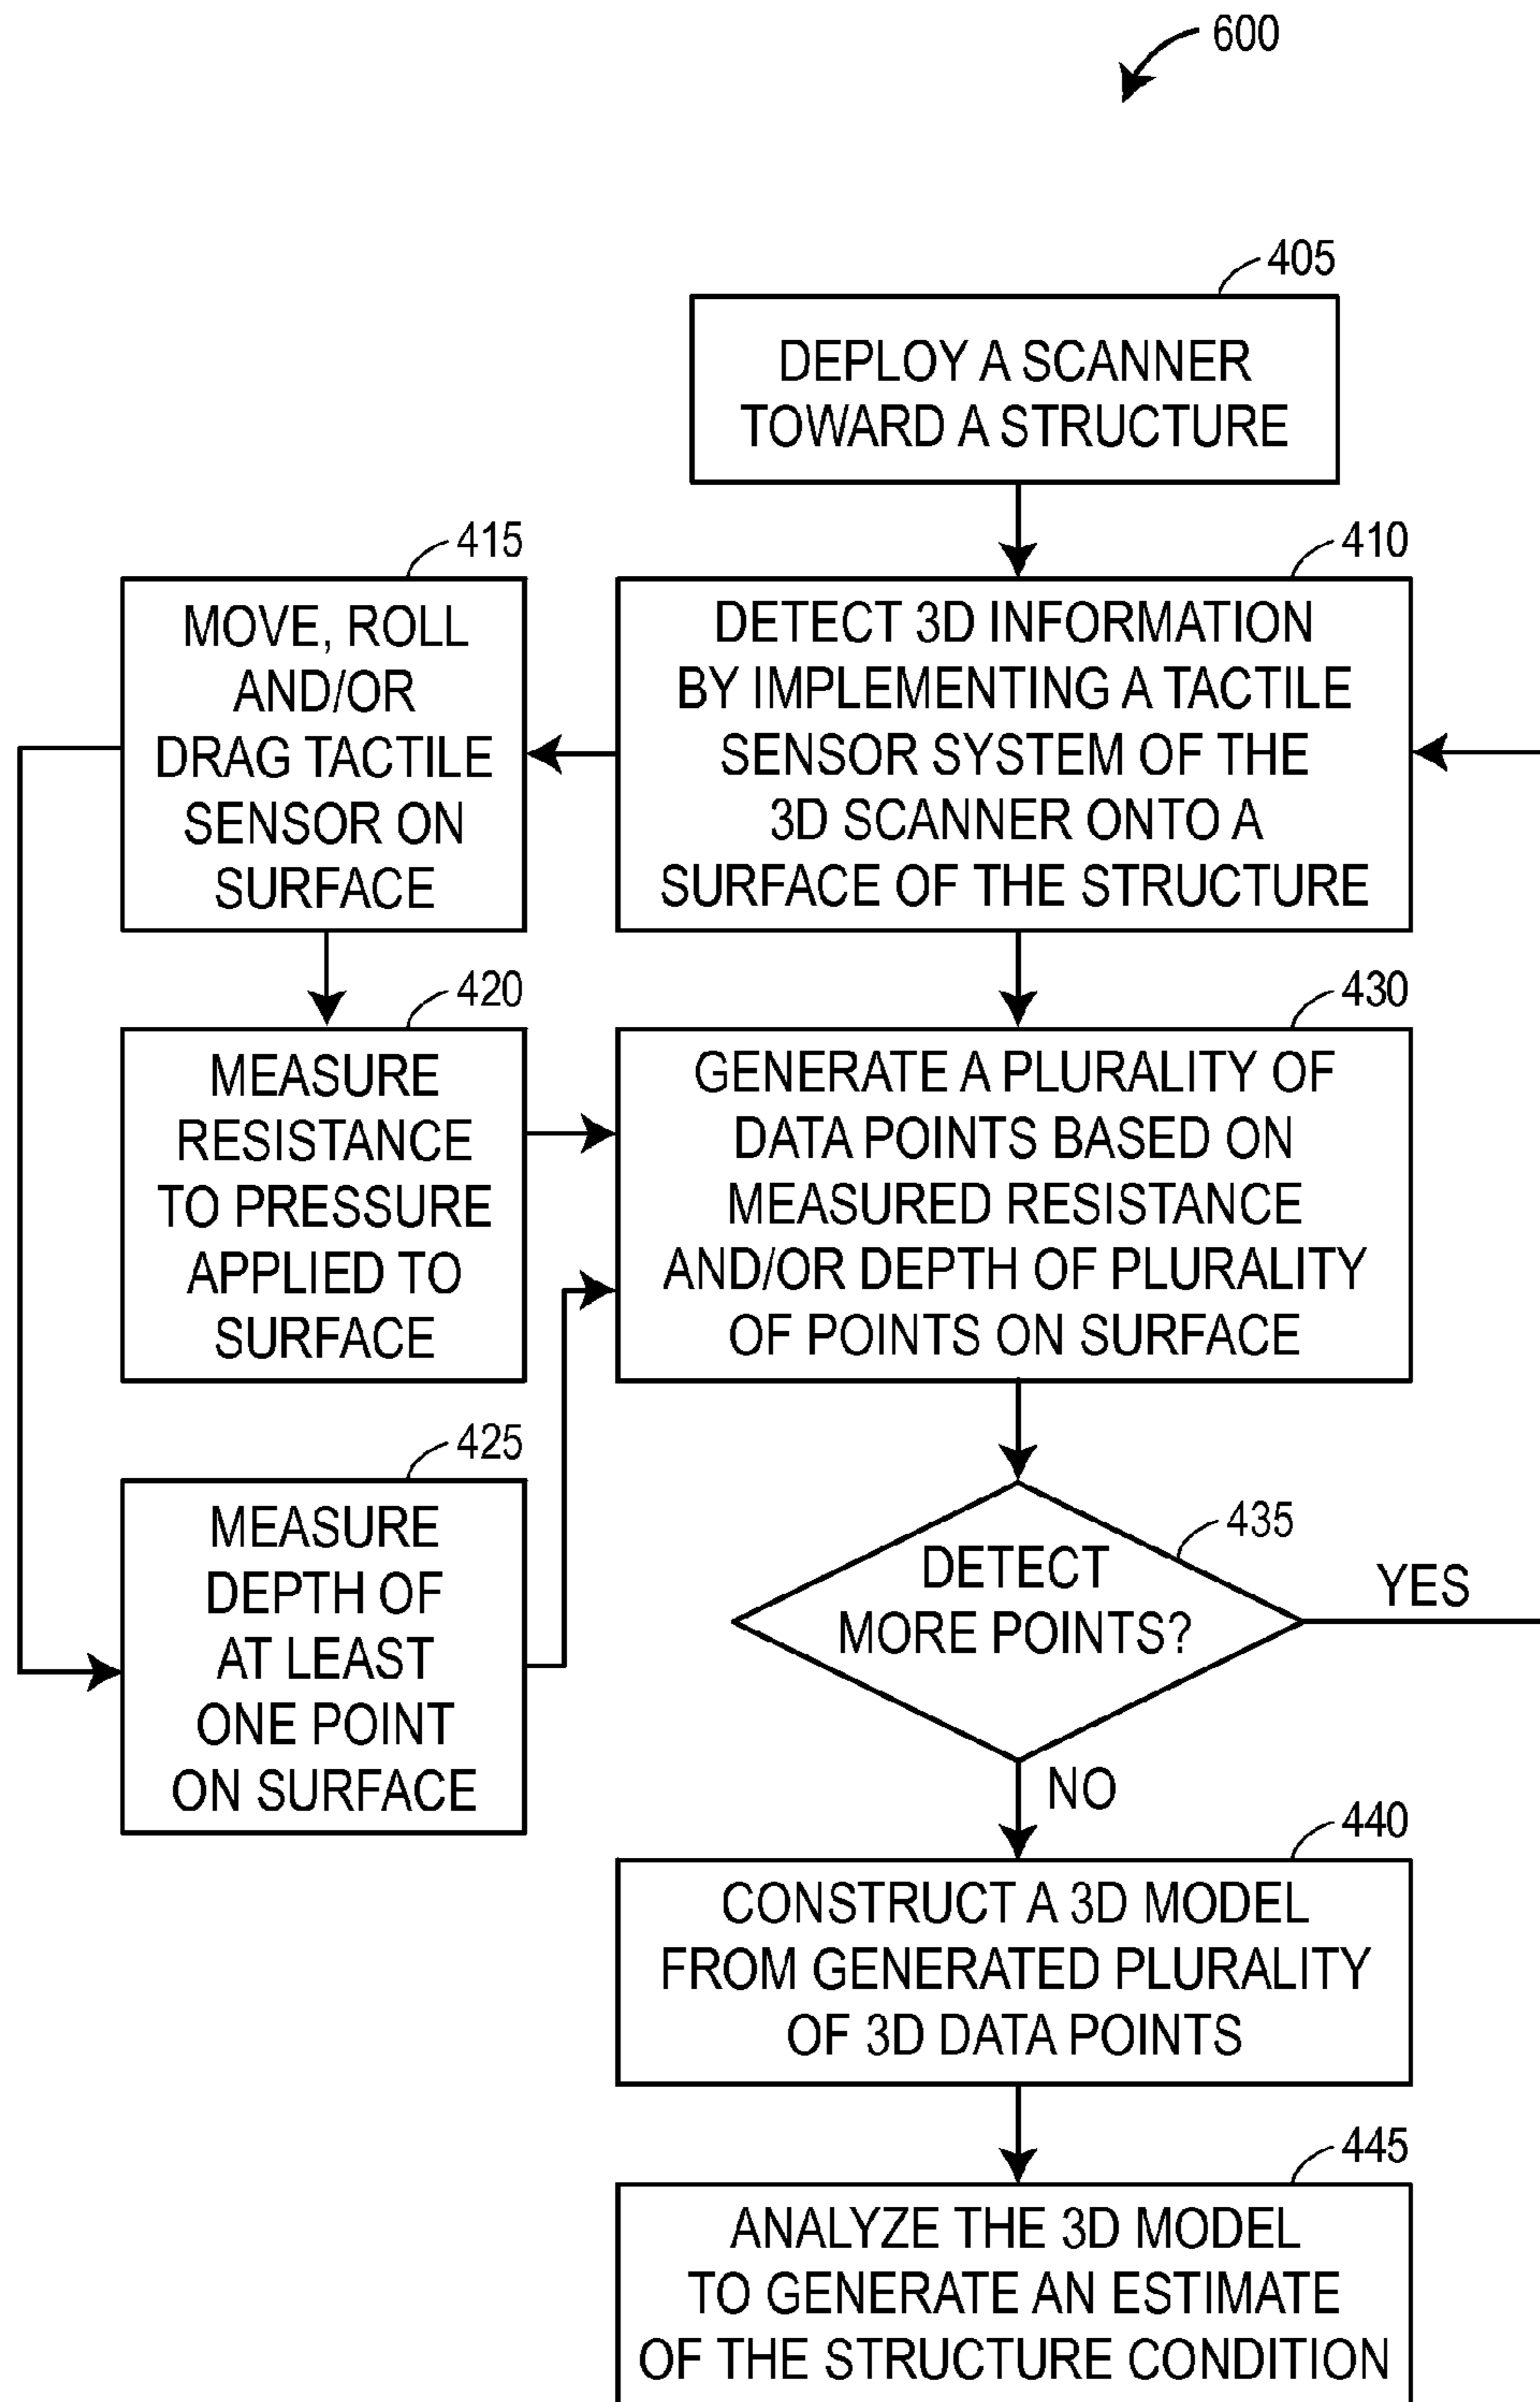 600
405
DEPLOY A SCANNER
TOWARD A STRUCTURE
415
MOVE, ROLL
AND/OR
DRAG TACTILE
SENSOR ON
SURFACE
410
DETECT 3D INFORMATION
BY IMPLEMENTING A TACTILE
SENSOR SYSTEM OF THE
3D SCANNER ONTO A
SURFACE OF THE STRUCTURE
420
MEASURE
RESISTANCE
TO PRESSURE
APPLIED TO
SURFACE
430
GENERATE A PLURALITY OF
DATA POINTS BASED ON
MEASURED RESISTANCE
AND/OR DEPTH OF PLURALITY
OF POINTS ON SURFACE
425
MEASURE
DEPTH OF
AT LEAST
ONE POINT
ON SURFACE
435
DETECT
MORE POINTS?
YES
NO
440
CONSTRUCT A 3D MODEL
FROM GENERATED PLURALITY
OF 3D DATA POINTS
445
ANALYZE THE 3D MODEL
TO GENERATE AN ESTIMATE
OF THE STRUCTURE CONDITION